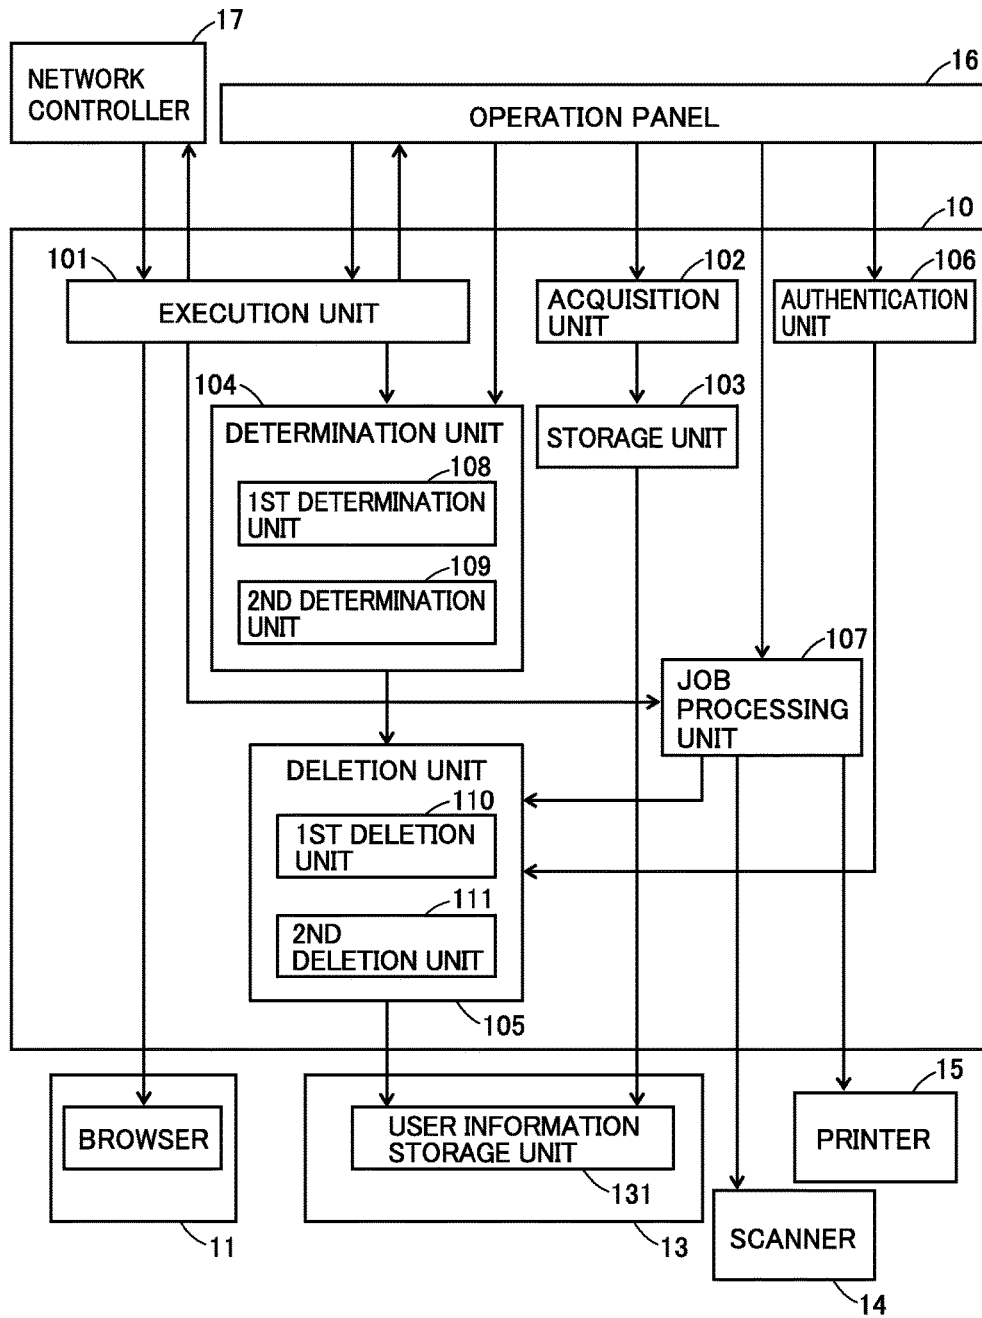 17
NETWORK
CONTROLLER
16
OPERATION PANEL
10
101
EXECUTION UNIT
102
ACQUISITION
UNIT
106
AUTHENTICATION
UNIT
104
DETERMINATION UNIT
103
STORAGE UNIT
108
1ST DETERMINATION
UNIT
109
2ND DETERMINATION
UNIT
107
JOB
PROCESSING
UNIT
DELETION UNIT
110
1ST DELETION
UNIT
111
2ND
DELETION UNIT
105
BROWSER
11
USER INFORMATION
STORAGE UNIT
131
13
15
PRINTER
SCANNER
14